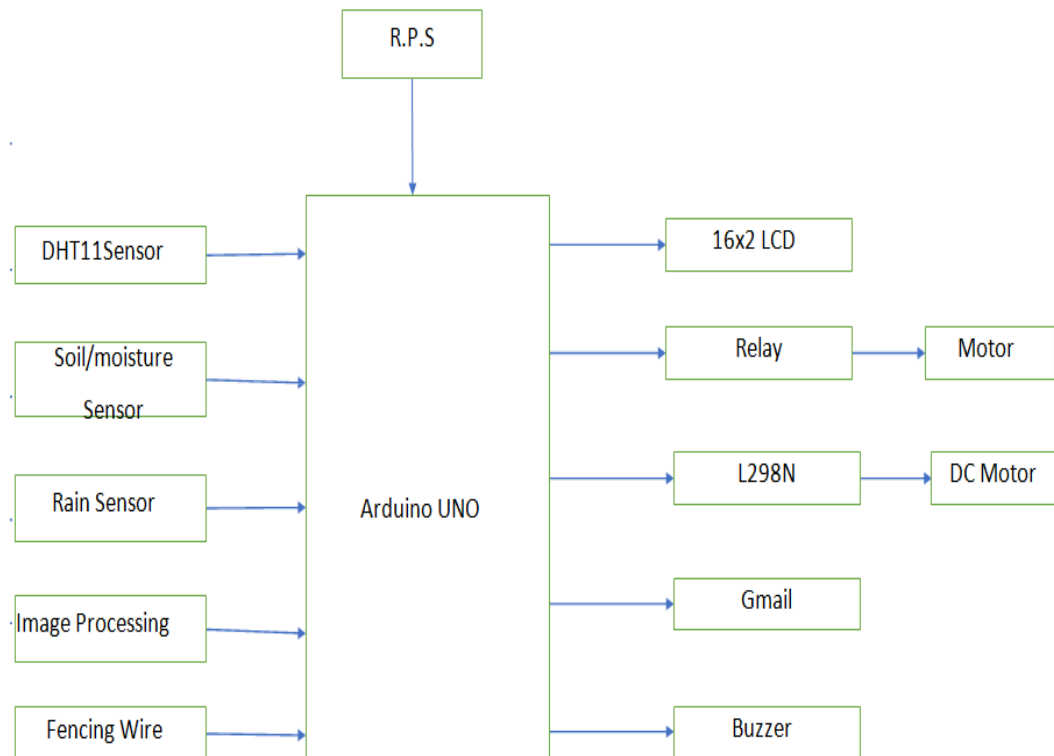 R.P.S
DHT11Sensor
Soil/moisture
Sensor
Rain Sensor
Image Processing
Fencing Wire
Arduino UNO
16x2 LCD
Relay
Motor
L298N
DC Motor
Gmail
Buzzer